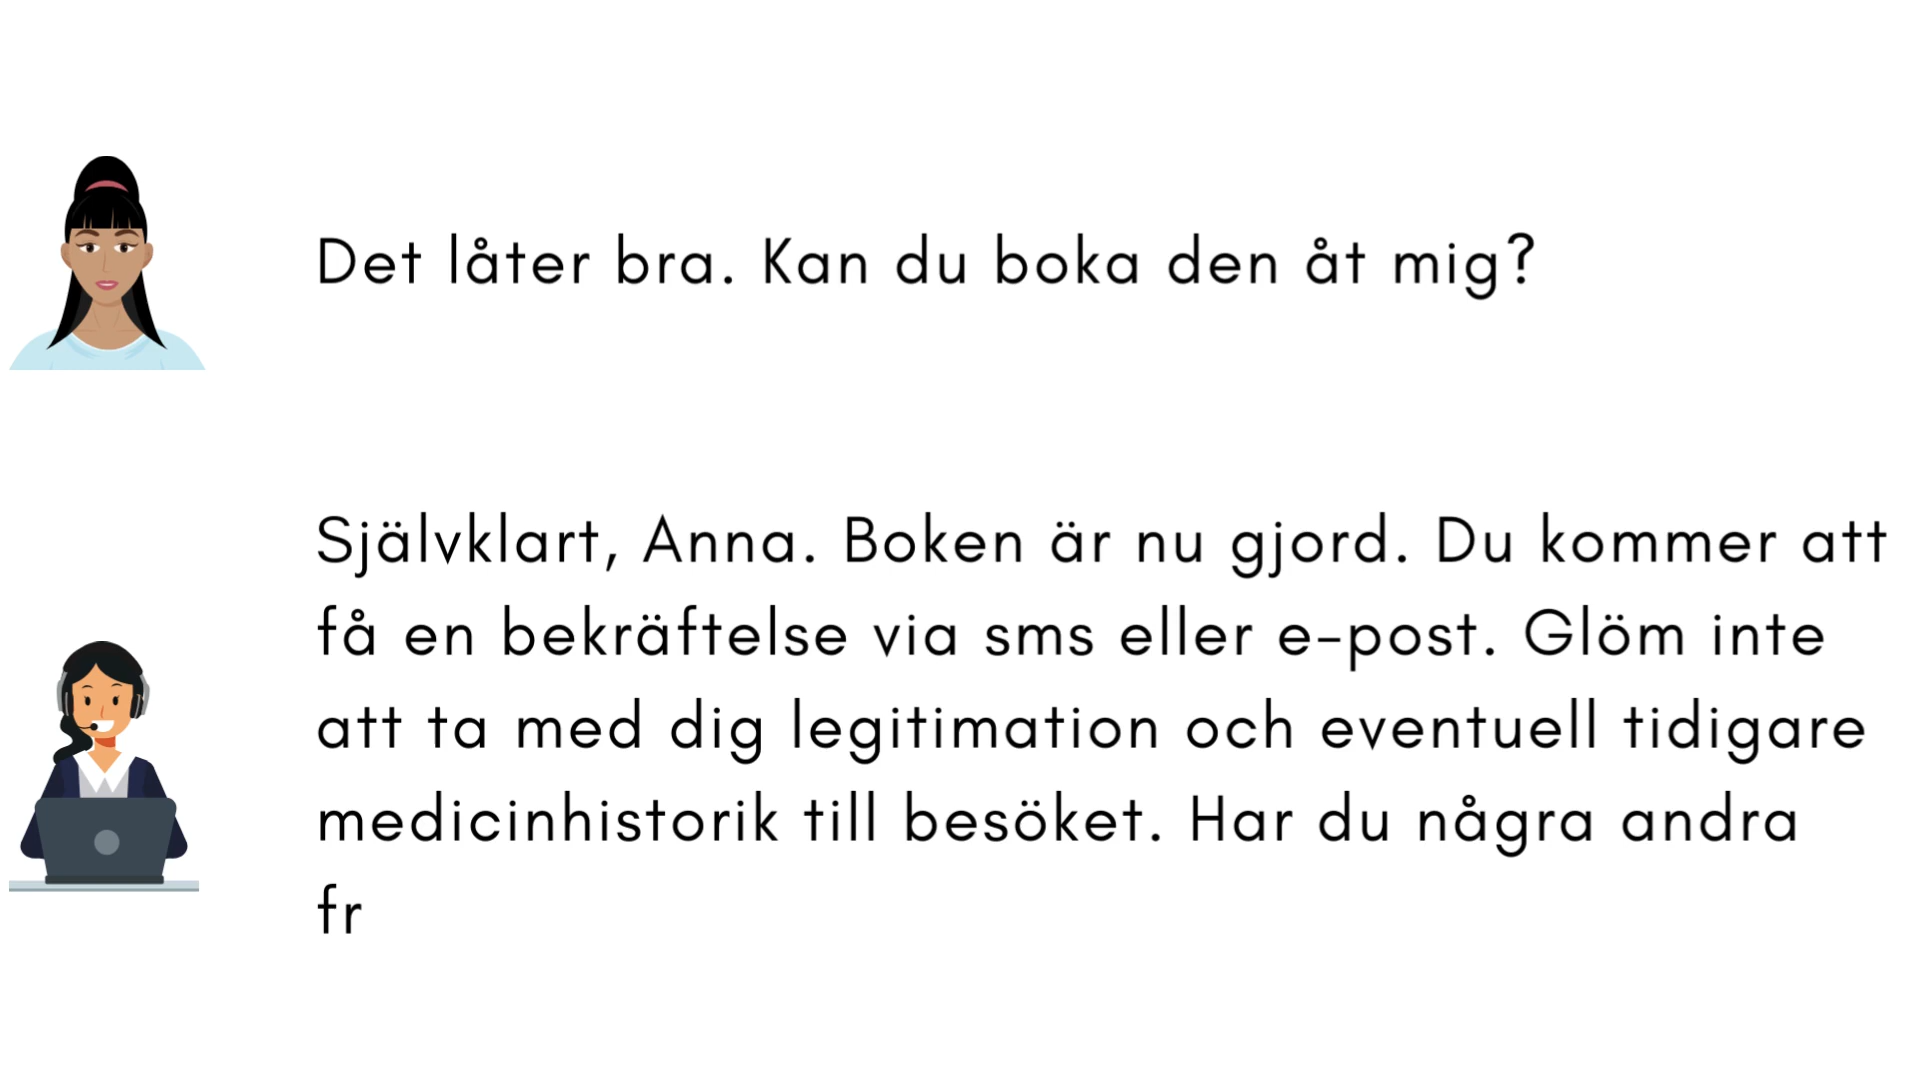 Det låter bra. Kan du boka den åt mig?
Självklart, Anna. Boken är nu gjord. Du kommer att
få en bekräftelse via sms eller e-post. Glöm inte
att ta med dig legitimation och eventuell tidigare
medicinhistorik till besöket. Har du några andra
fr